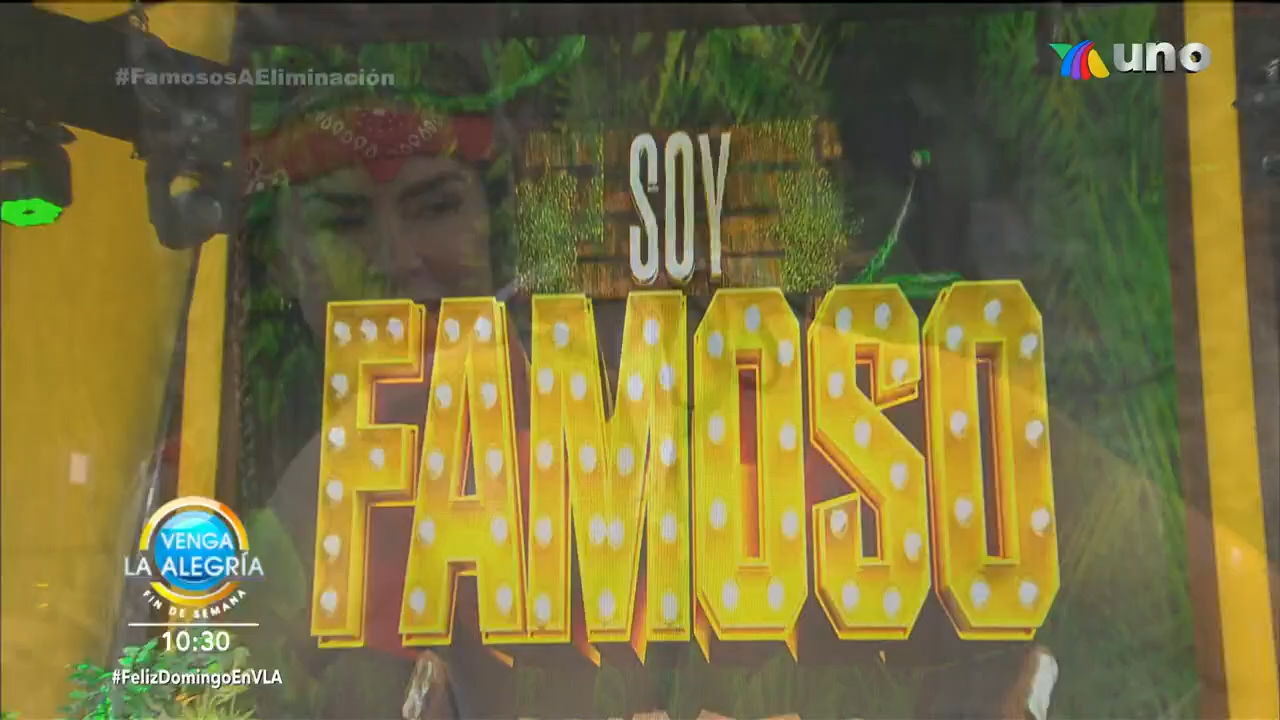 #FamososAEliminación
uno
SOY
FAMOSO
VENGA
LA ALEGRÍA
FIN DE SEMANA
10:30
#FelizDomingoEnVLA